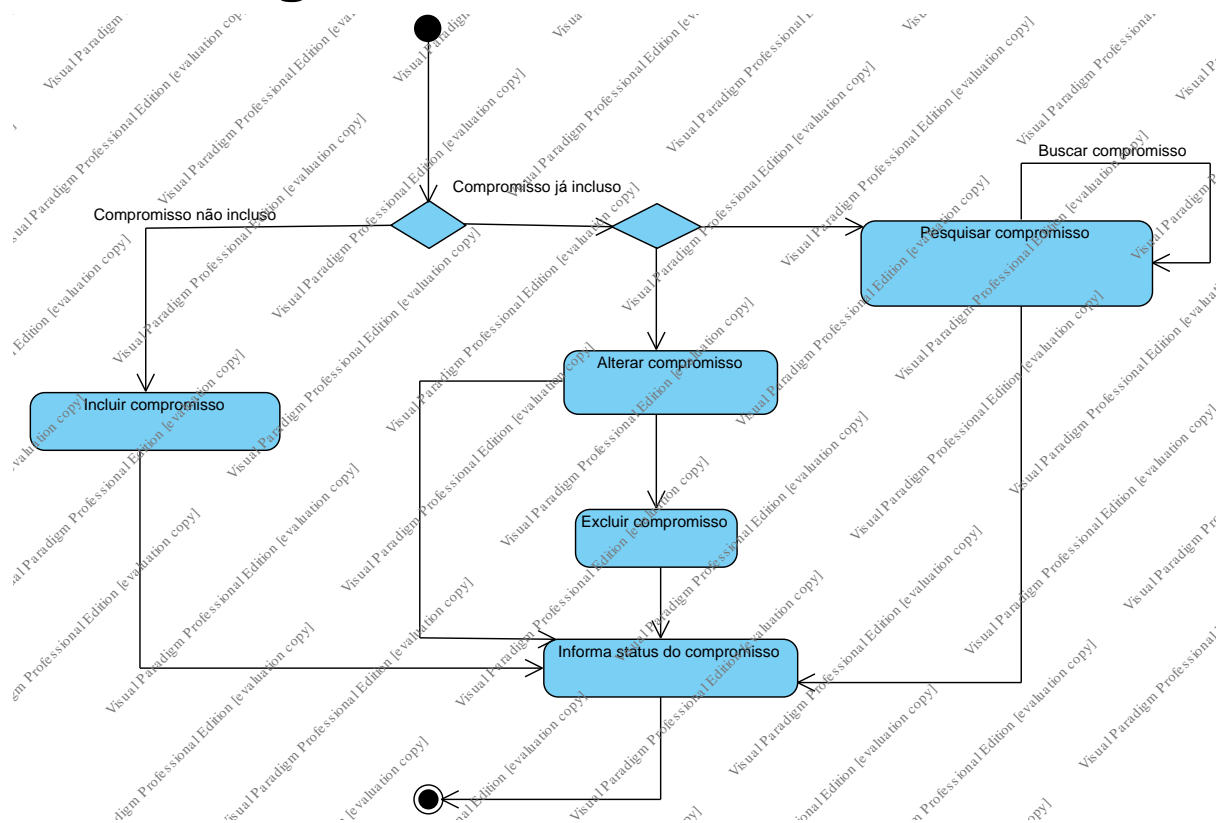 Buscar compromisso
Compromisso já incluso
Compromisso não incluso
Pesquisar compromisso
Alterar compromisso
Incluir compromisso
Excluir compromisso
Informa status do compromisso
Visual Paradigm Professional Edition [evaluation copy]